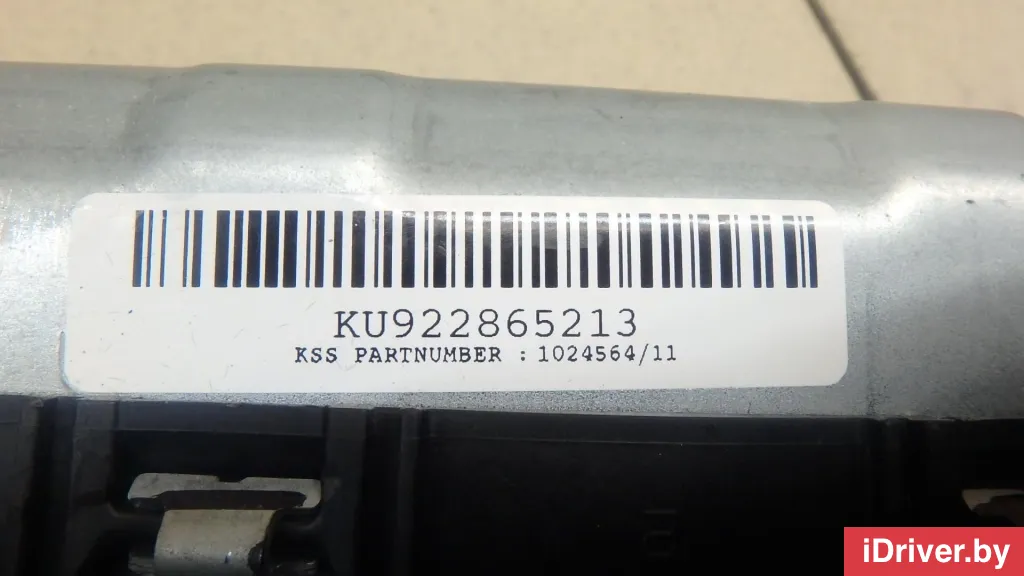 KU922865213
KSS PARTNUMBER : 1024564/11
iDriver.by